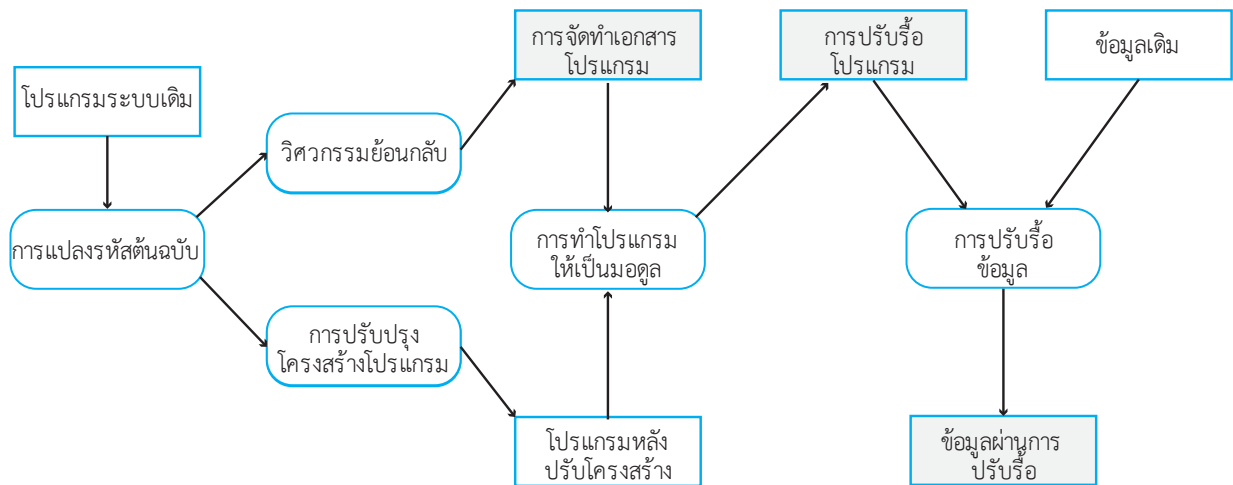 การจัดทำเอกสาร
โปรแกรม
การปรับรื้อ
โปรแกรม
ข้อมูลเดิม
โปรแกรมระบบเดิม
วิศวกรรมย้อนกลับ
การแปลงรหัสต้นฉบับ
การทำโปรแกรม
ให้เป็นมอดูล
การปรับรื้อ
ข้อมูล
การปรับปรุง
โครงสร้างโปรแกรม
โปรแกรมหลัง
ปรับโครงสร้าง
ข้อมูลผ่านการ
ปรับรื้อ